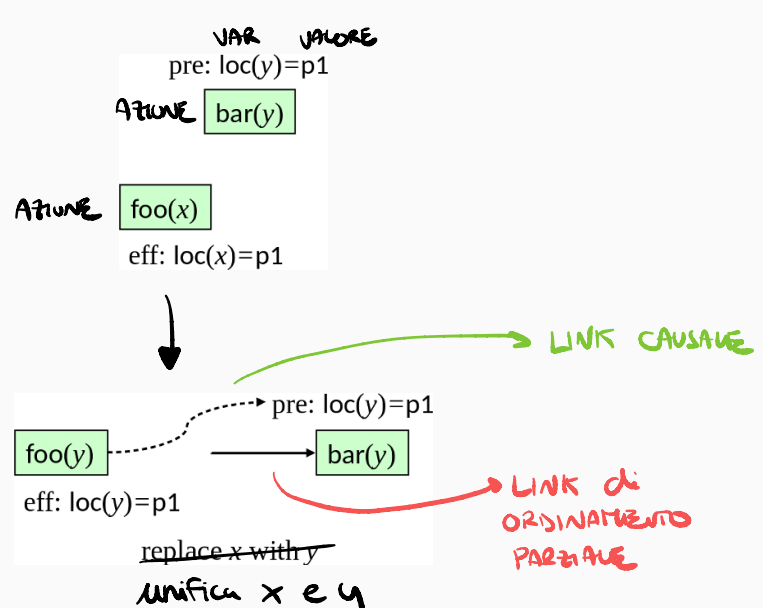 VAR VALORE
pre: loc(y)=p1
AZIONE bar(y)
AZIONE foo(x)
eff: loc(x)=p1
LINK CAUSALE
pre: loc(y)=p1
foo(y)
bar(y)
eff: loc(y)=p1
LINK di
ORDINAMENTO
PARZIALE
replace x with y
unifica x e y